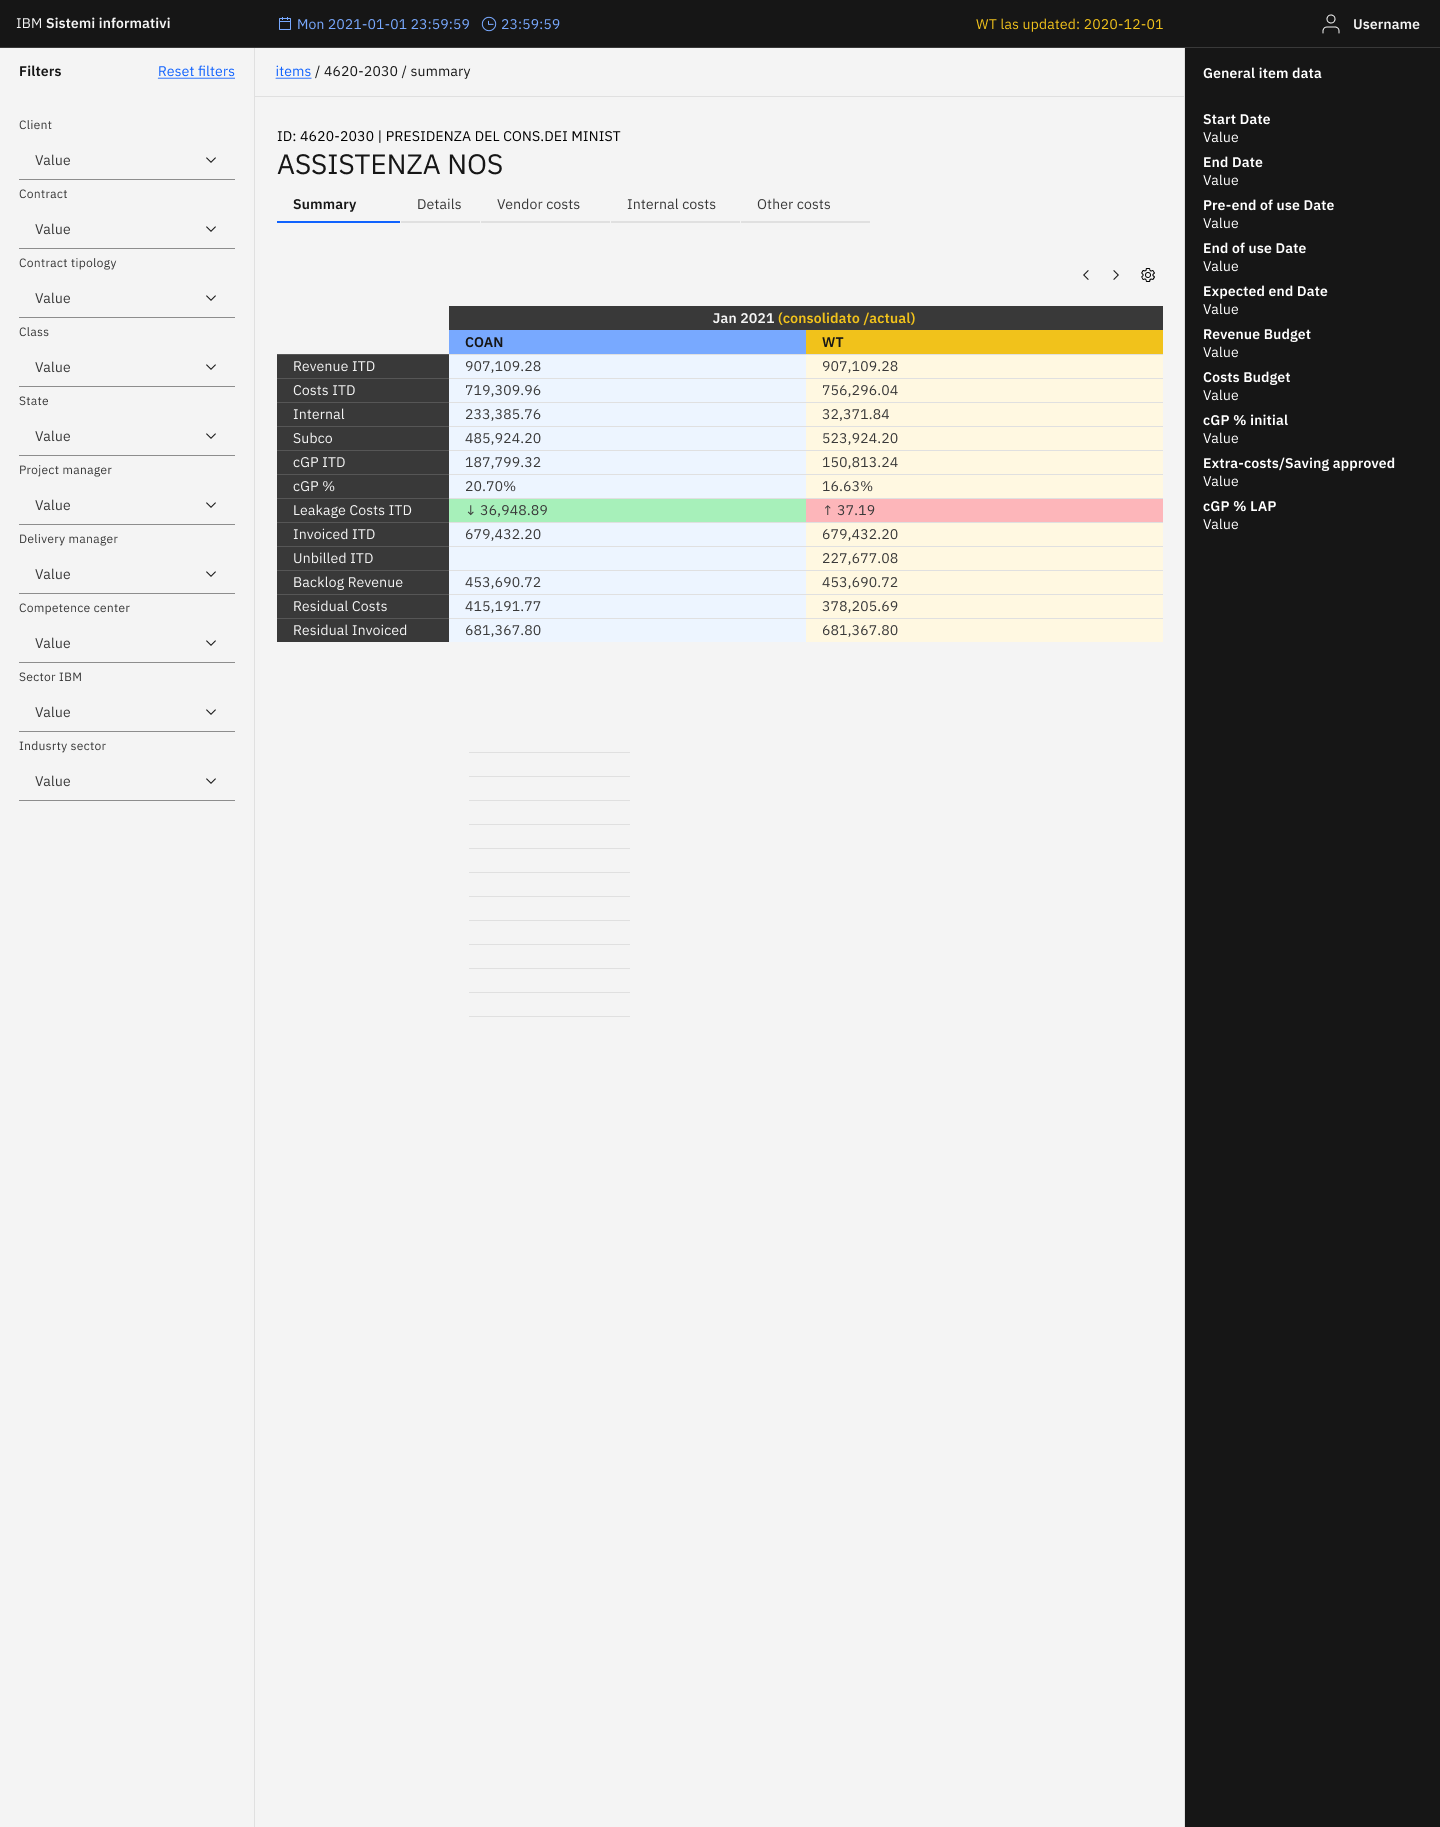 IBM Sistemi informativi
Mon 2021-01-01 23:59:59 23:59:59
WT las updated: 2020-12-01
Username
Filters Reset filters
Client
Value
Contract
Value
Contract tipology
Value
Class
Value
State
Value
Project manager
Value
Delivery manager
Value
Competence center
Value
Sector IBM
Value
Indusrty sector
Value
items / 4620-2030 / summary
ID: 4620-2030 | PRESIDENZA DEL CONS.DEI MINIST
ASSISTENZA NOS
Summary Details Vendor costs Internal costs Other costs
Jan 2021 (consolidato /actual)
COAN WT
Revenue ITD 907,109.28 907,109.28
Costs ITD 719,309.96 756,296.04
Internal 233,385.76 32,371.84
Subco 485,924.20 523,924.20
cGP ITD 187,799.32 150,813.24
cGP % 20.70% 16.63%
Leakage Costs ITD ↓ 36,948.89 ↑ 37.19
Invoiced ITD 679,432.20 679,432.20
Unbilled ITD 227,677.08
Backlog Revenue 453,690.72 453,690.72
Residual Costs 415,191.77 378,205.69
Residual Invoiced 681,367.80 681,367.80
General item data
Start Date
Value
End Date
Value
Pre-end of use Date
Value
End of use Date
Value
Expected end Date
Value
Revenue Budget
Value
Costs Budget
Value
cGP % initial
Value
Extra-costs/Saving approved
Value
cGP % LAP
Value